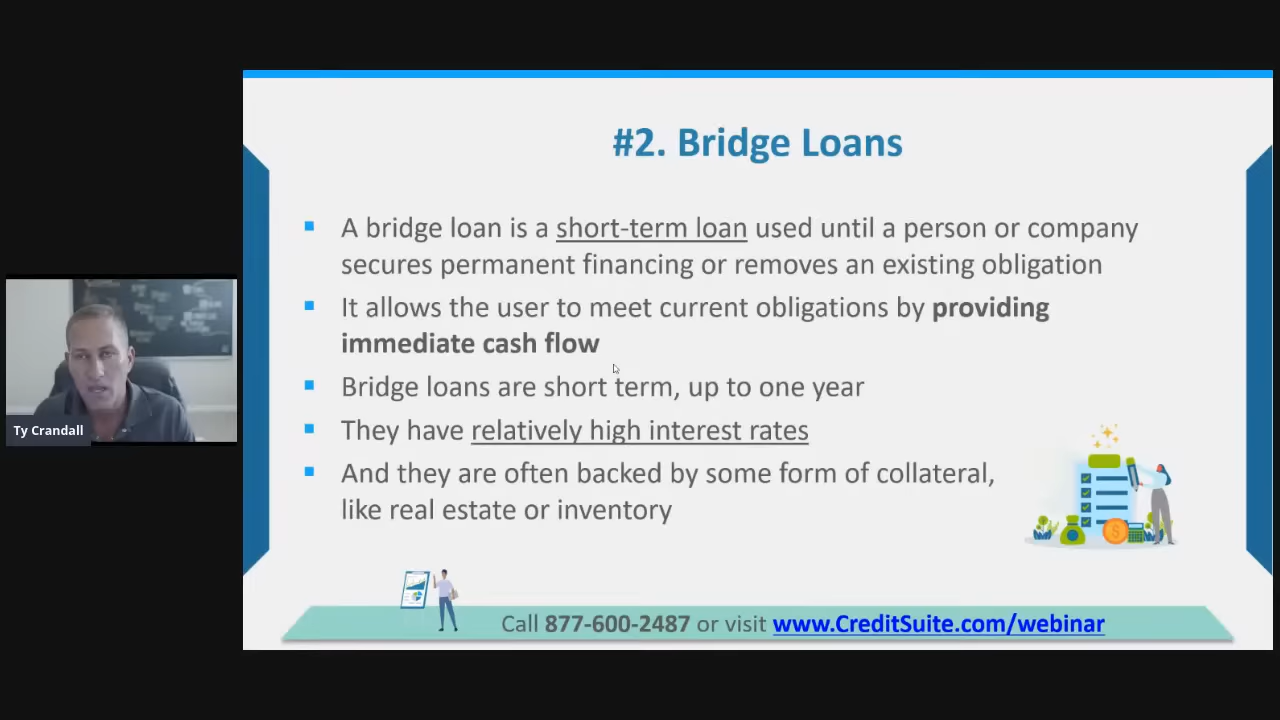 #2. Bridge Loans
A bridge loan is a short-term loan used until a person or company
secures permanent financing or removes an existing obligation
It allows the user to meet current obligations by providing
immediate cash flow
Bridge loans are short term, up to one year
They have relatively high interest rates
And they are often backed by some form of collateral,
like real estate or inventory
Ty Crandall
Call 877-600-2487 or visit www.CreditSuite.com/webinar